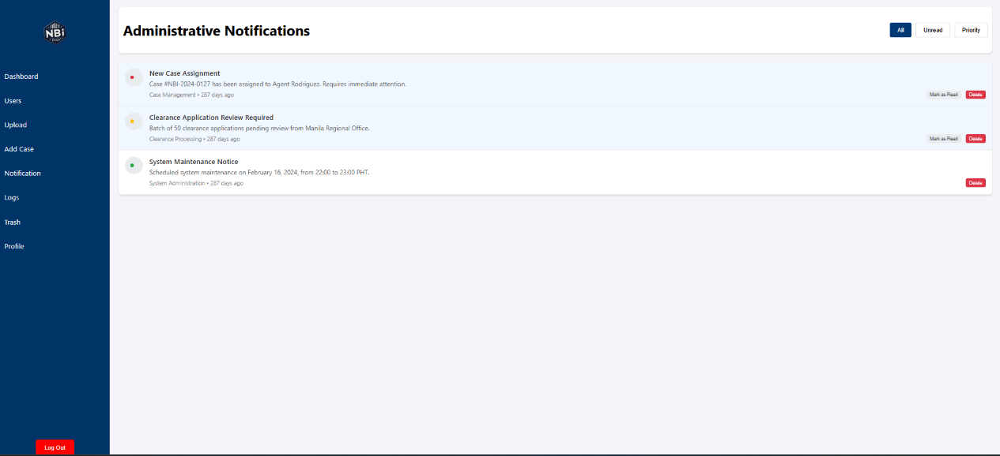 NBi
Dashboard
Users
Upload
Add Case
Notification
Logs
Trash
Profile
Log Out
Administrative Notifications
All
Unread
Priority
New Case Assignment
Case #NBI-2024-0127 has been assigned to Agent Rodriguez. Requires immediate attention.
Case Management • 287 days ago
Mark as Read
Delete
Clearance Application Review Required
Batch of 50 clearance applications pending review from Manila Regional Office.
Clearance Processing • 287 days ago
Mark as Read
Delete
System Maintenance Notice
Scheduled system maintenance on February 16, 2024, from 22:00 to 23:00 PHT.
System Administration • 287 days ago
Delete